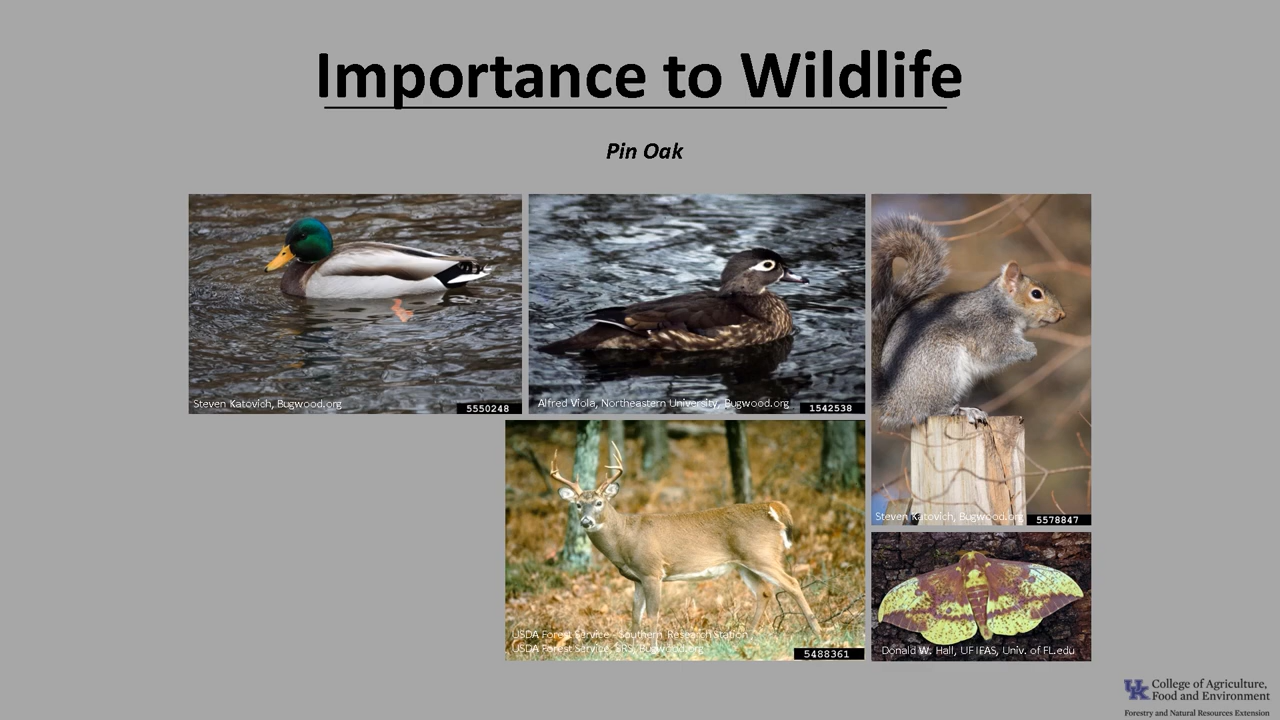 Importance to Wildlife
Pin Oak
Steven Katovich, Bugwood.org
5550248
Alfred Viola, Northeastern University, Bugwood.org
1542538
Steven Katovich, Bugwood.org
5578847
USDA Forest Service - Southern Research Station
USDA Forest Service, SRS, Bugwood.org
5488361
Donald W. Hall, UF IFAS, Univ. of FL.edu
UK
College of Agriculture,
Food and Environment
Forestry and Natural Resources Extension